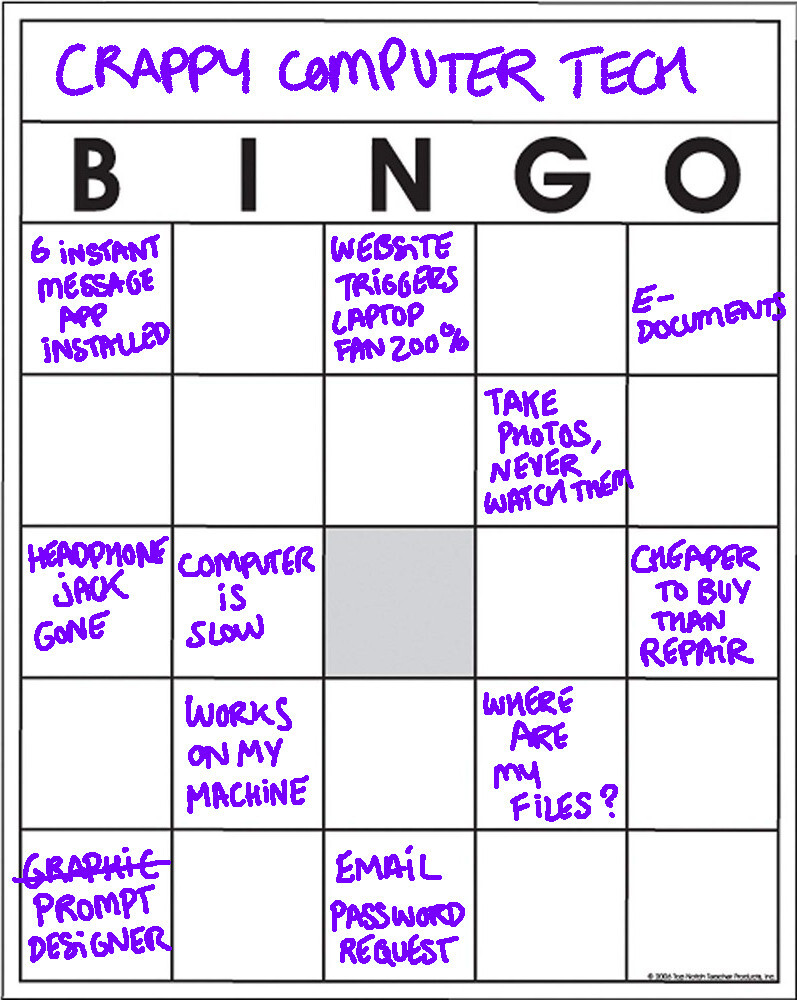 CRAPPY COMPUTER TECH
B I N G O
6 INSTANT
MESSAGE
APP
INSTALLED
WEBSITE
TRIGGERS
LAPTOP
FAN 200%
E-
DOCUMENTS
TAKE
PHOTOS,
NEVER
WATCH THEM
HEADPHONE
JACK
GONE
COMPUTER
IS
SLOW
CHEAPER
TO BUY
THAN
REPAIR
WORKS
ON MY
MACHINE
WHERE
ARE
MY
FILES?
GRAPHIC
PROMPT
DESIGNER
EMAIL
PASSWORD
REQUEST
© 2006 Top Notch Teacher Products, Inc.